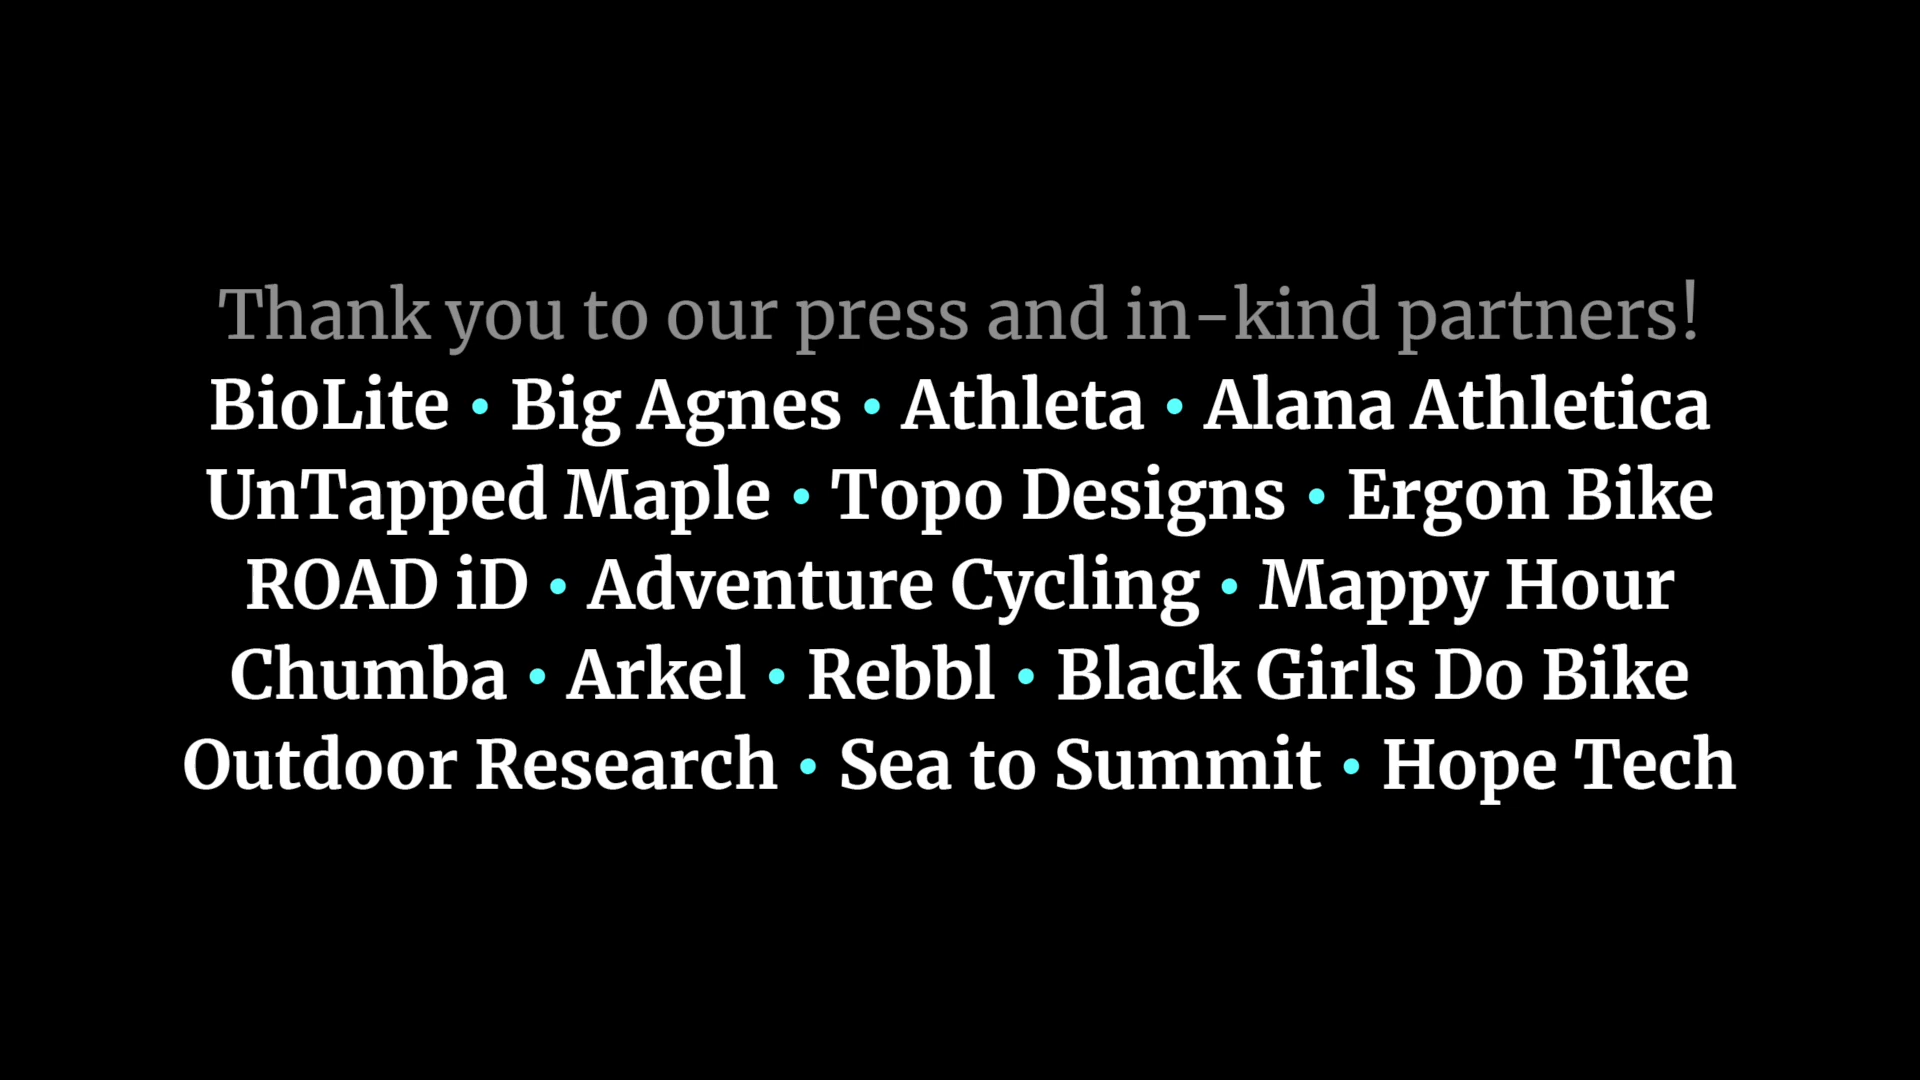 Thank you to our press and in-kind partners!
BioLite • Big Agnes • Athleta • Alana Athletica
UnTapped Maple • Topo Designs • Ergon Bike
ROAD iD • Adventure Cycling • Mappy Hour
Chumba • Arkel • Rebbl • Black Girls Do Bike
Outdoor Research • Sea to Summit • Hope Tech